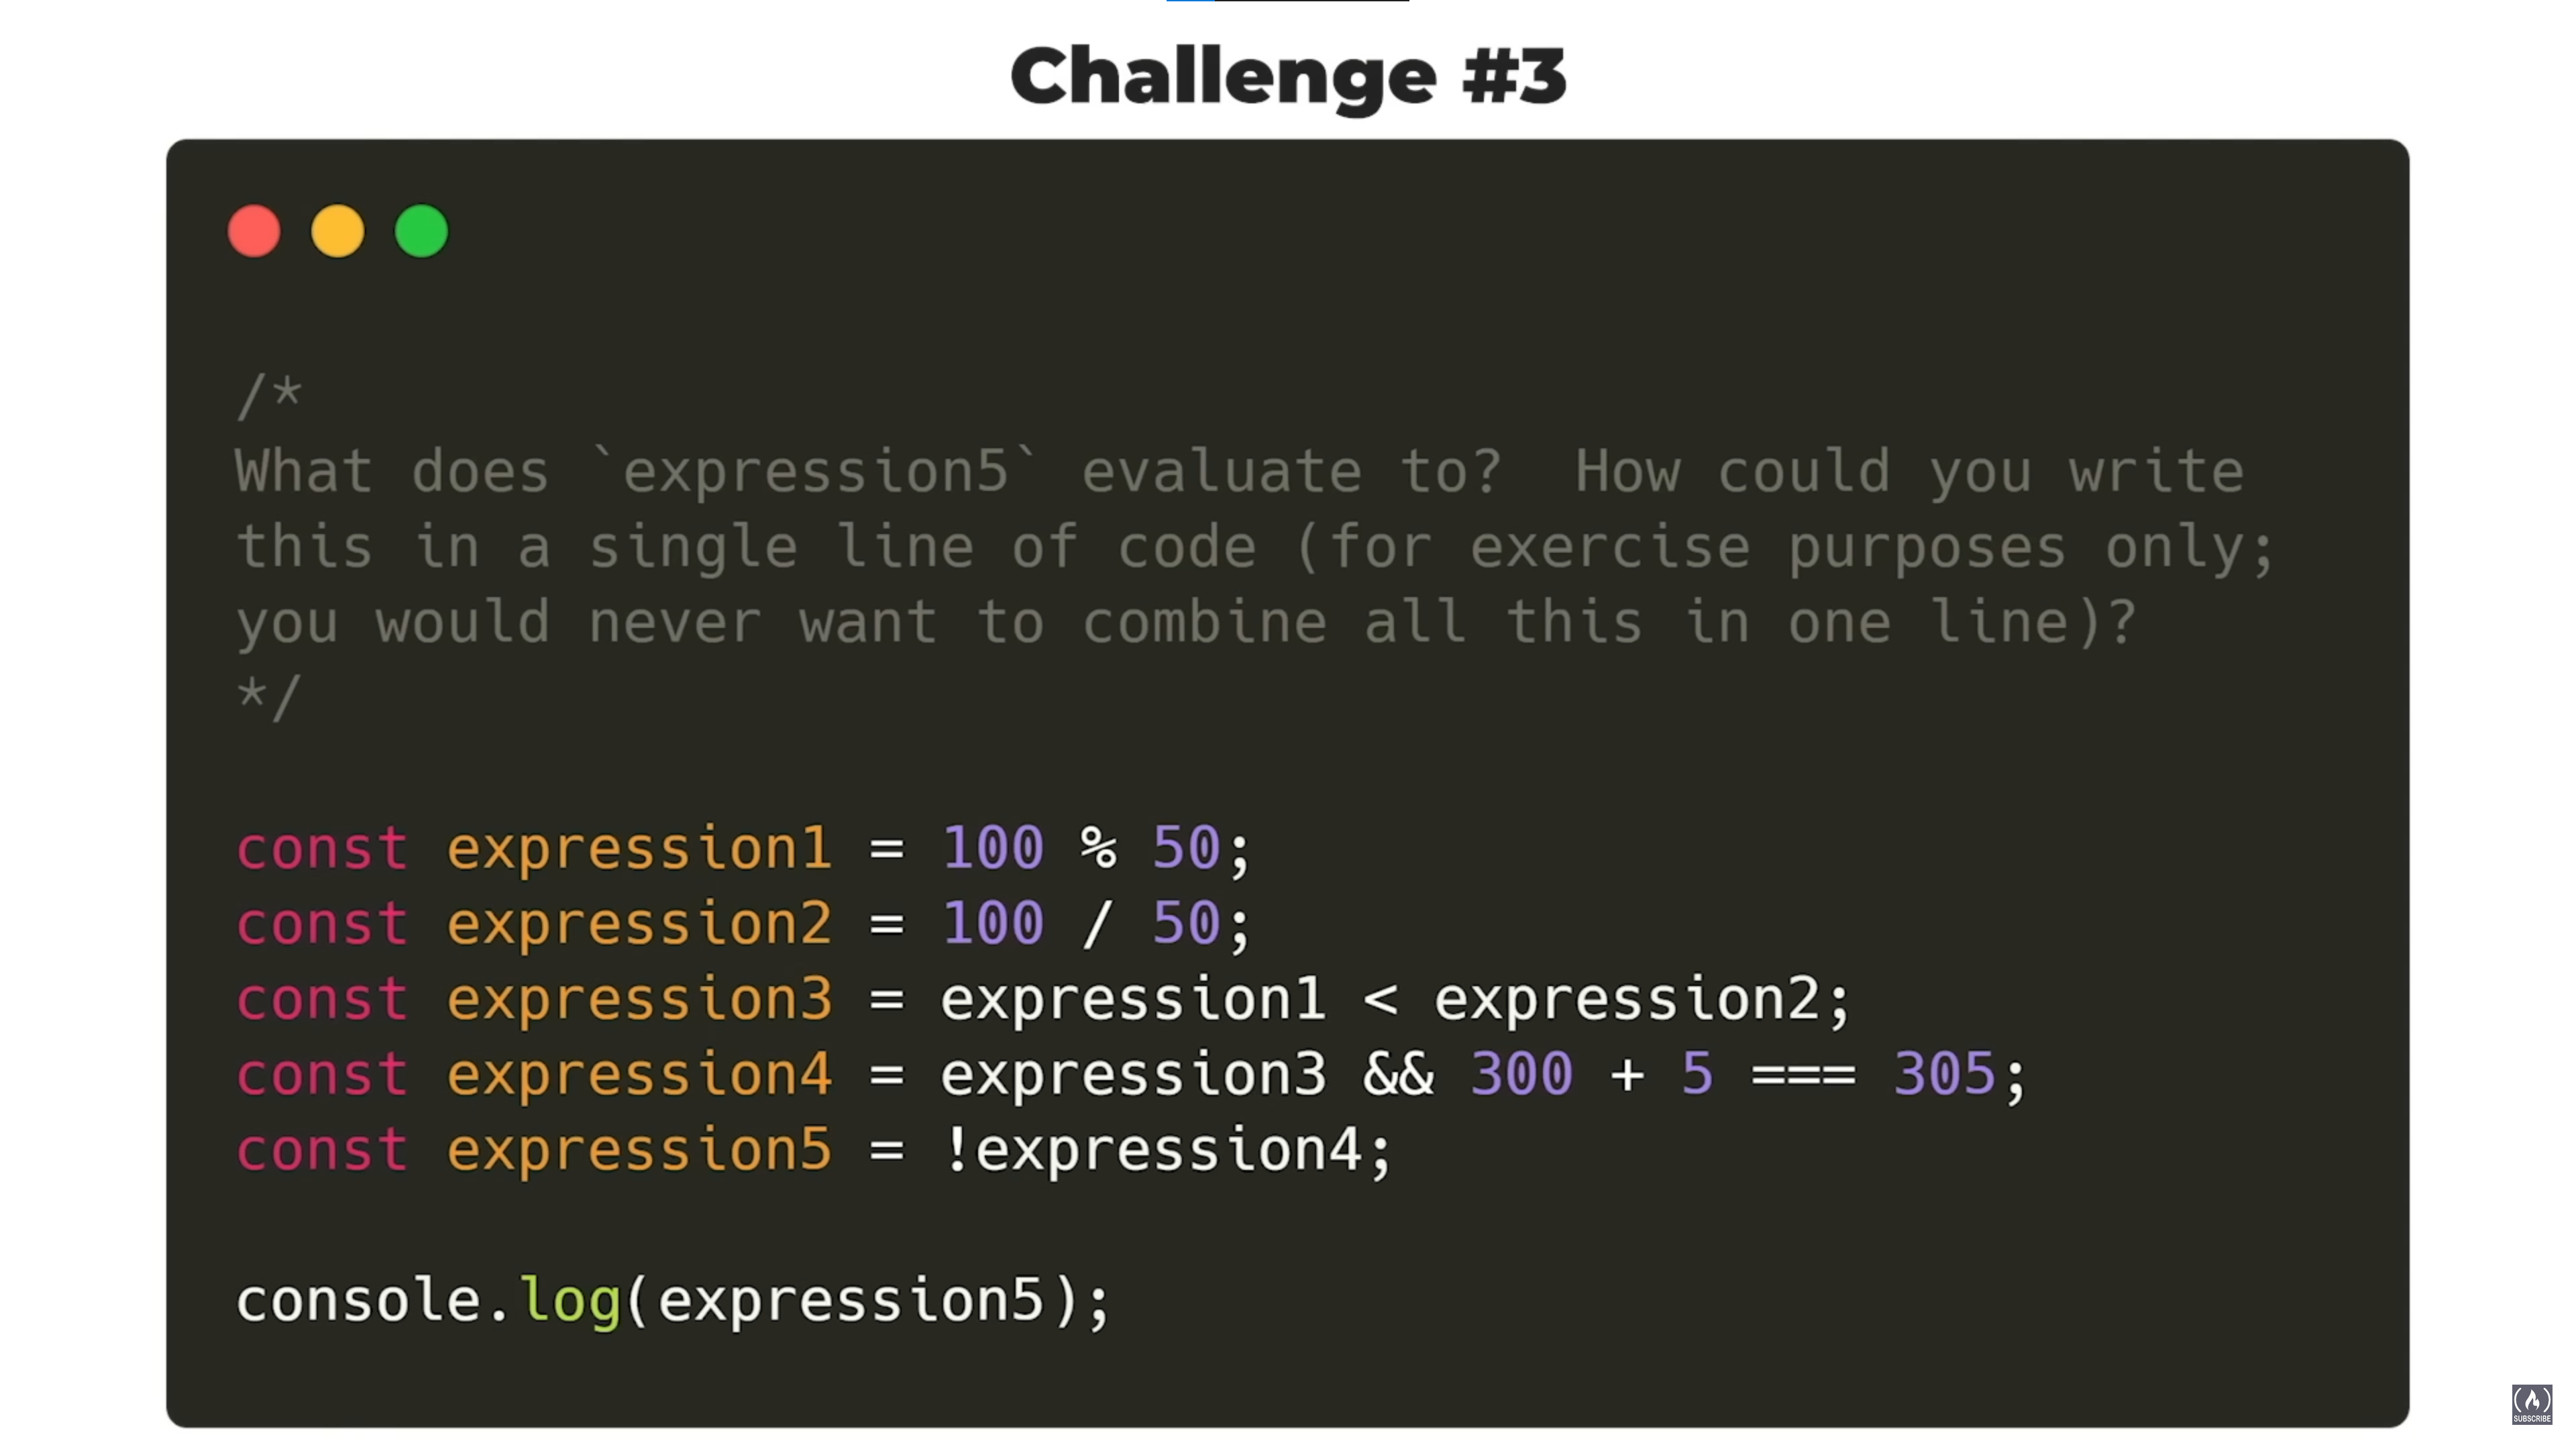 Challenge #3
/*
What does `expression5` evaluate to?  How could you write
this in a single line of code (for exercise purposes only;
you would never want to combine all this in one line)?
*/
const expression1 = 100 % 50;
const expression2 = 100 / 50;
const expression3 = expression1 < expression2;
const expression4 = expression3 && 300 + 5 === 305;
const expression5 = !expression4;
console.log(expression5);
SUBSCRIBE